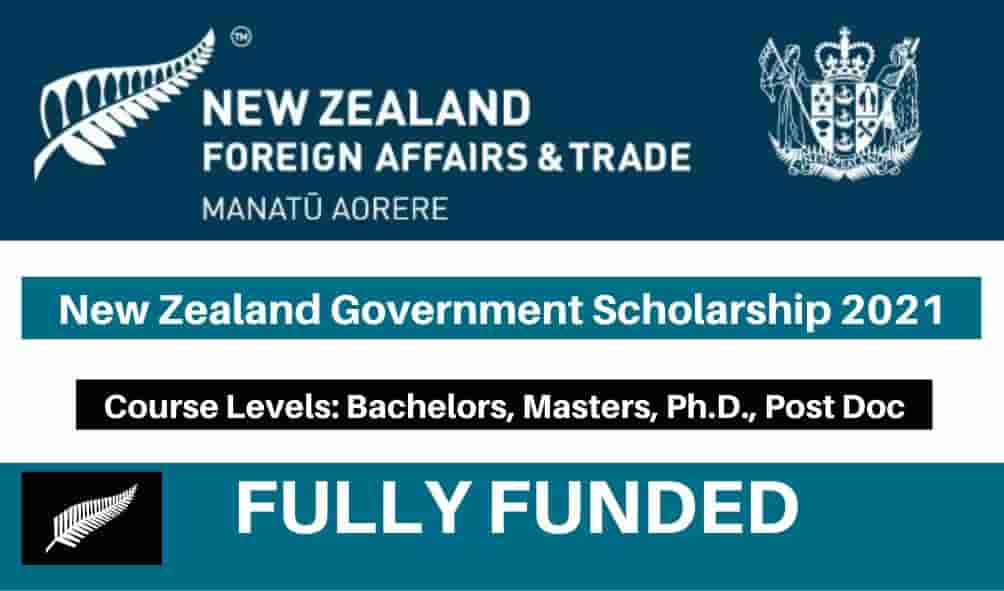 TM
NEW ZEALAND
FOREIGN AFFAIRS & TRADE
MANATŪ AORERE
New Zealand Government Scholarship 2021
Course Levels: Bachelors, Masters, Ph.D., Post Doc
FULLY FUNDED